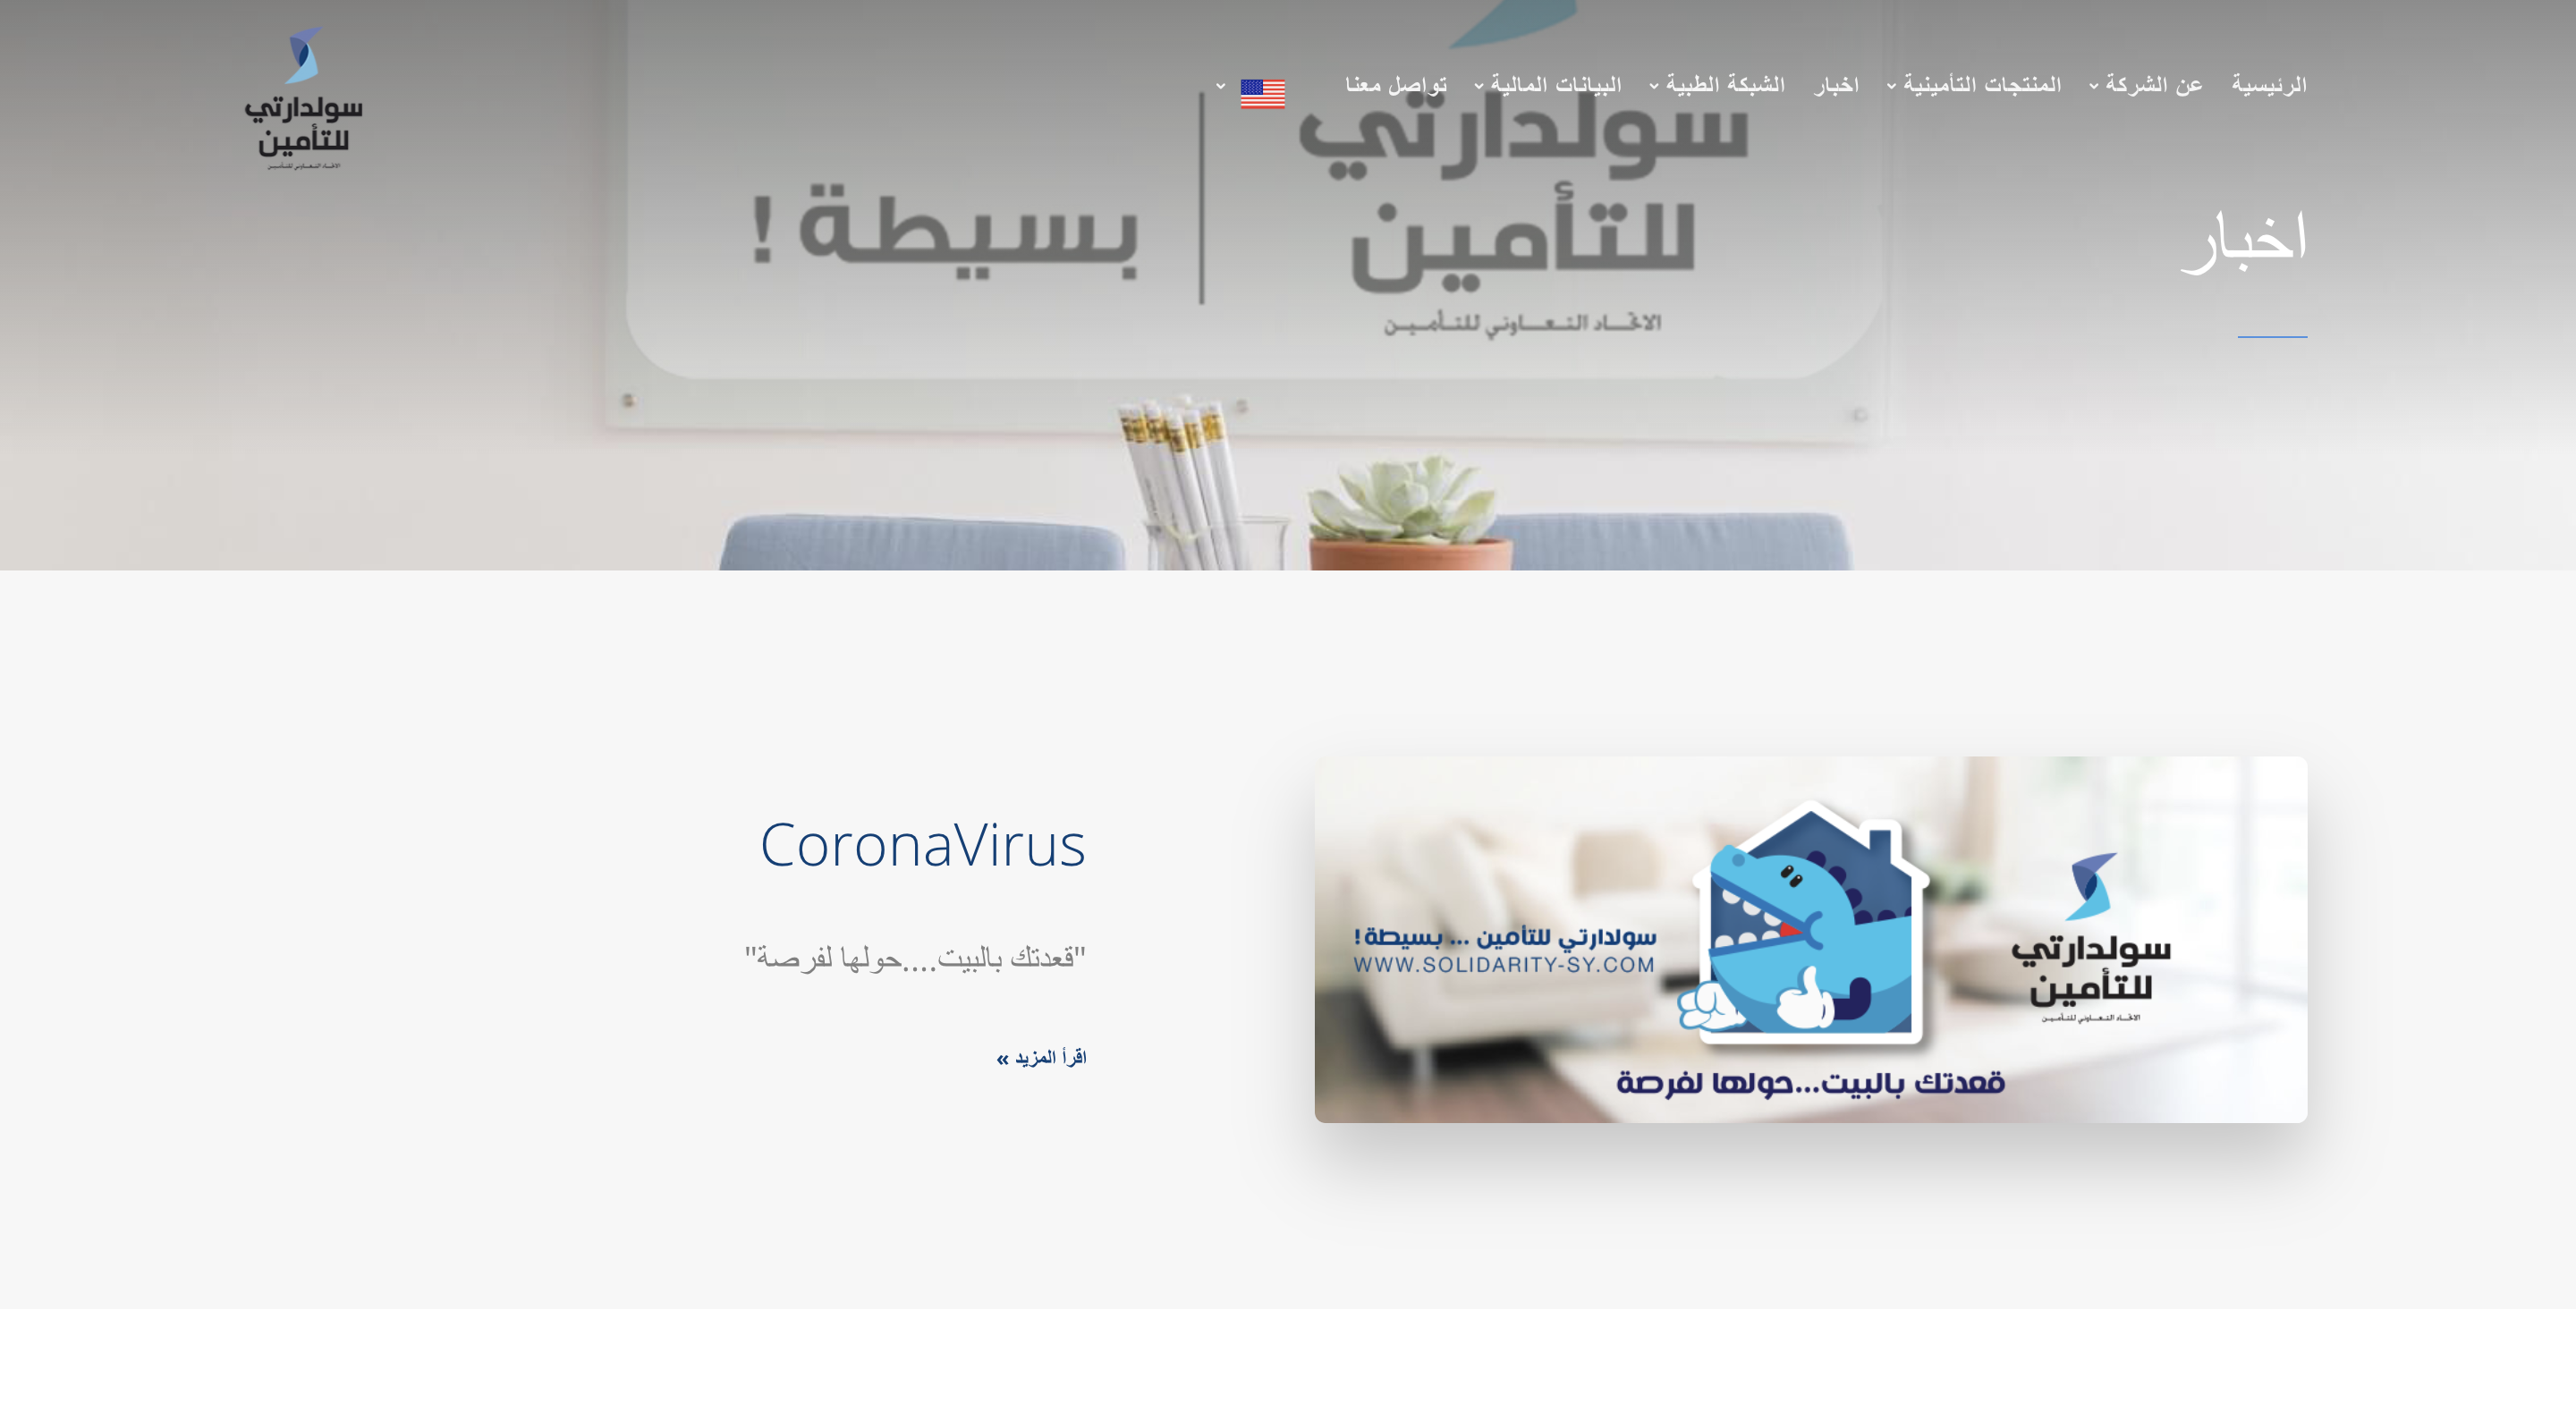 الرئيسية
عن الشركة
المنتجات التأمينية
اخبار
الشبكة الطبية
البيانات المالية
تواصل معنا
سولدارتي
للتأمين
الاتحاد التعاوني للتأمين
سولدارتي
للتأمين
الاتحاد التعاوني للتأمين
بسيطة !
اخبار
سولدارتي
للتأمين
الاتحاد التعاوني للتأمين
سولدارتي للتأمين ... بسيطة !
WWW.SOLIDARITY-SY.COM
قعدتك بالبيت...حولها لفرصة
CoronaVirus
"قعدتك بالبيت....حولها لفرصة"
اقرأ المزيد »